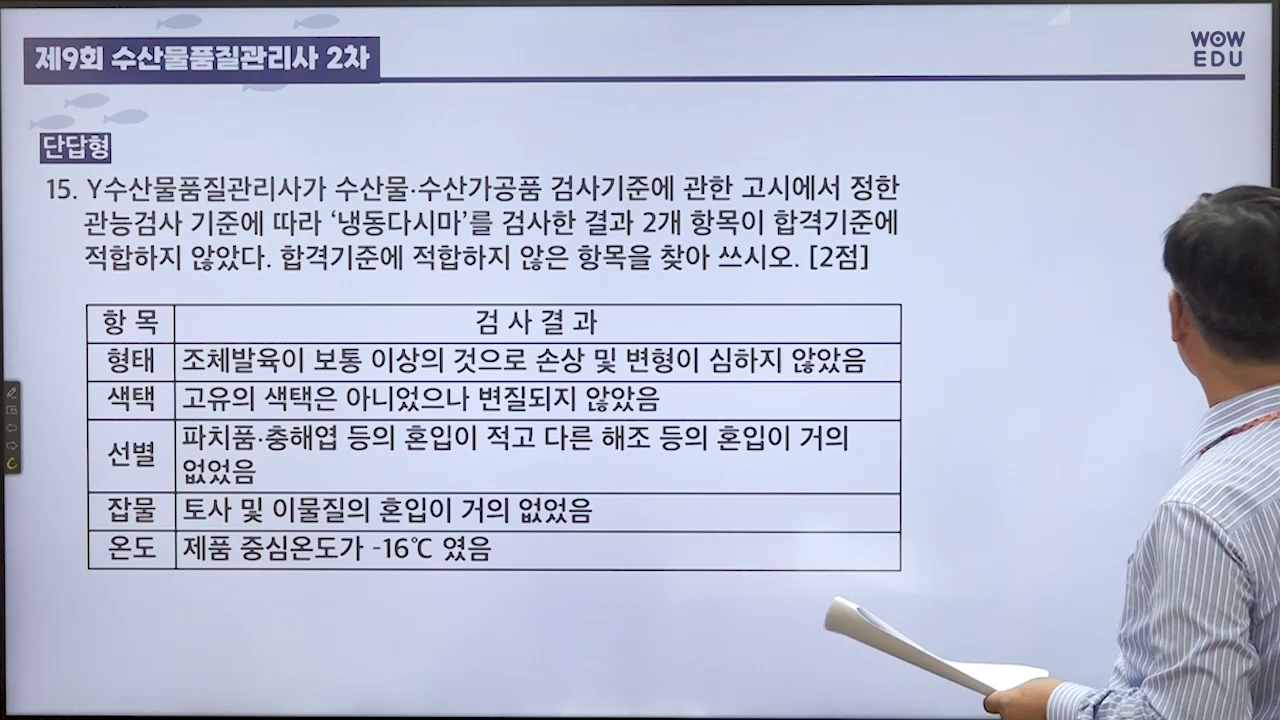 제9회 수산물품질관리사 2차
WOW
EDU
단답형
15. Y수산물품질관리사가 수산물·수산가공품 검사기준에 관한 고시에서 정한
관능검사 기준에 따라 ‘냉동다시마’를 검사한 결과 2개 항목이 합격기준에
적합하지 않았다. 합격기준에 적합하지 않은 항목을 찾아 쓰시오. [2점]
항 목 검 사 결 과
형태 조체발육이 보통 이상의 것으로 손상 및 변형이 심하지 않았음
색택 고유의 색택은 아니었으나 변질되지 않았음
선별 파치품·충해엽 등의 혼입이 적고 다른 해조 등의 혼입이 거의
없었음
잡물 토사 및 이물질의 혼입이 거의 없었음
온도 제품 중심온도가 -16℃ 였음